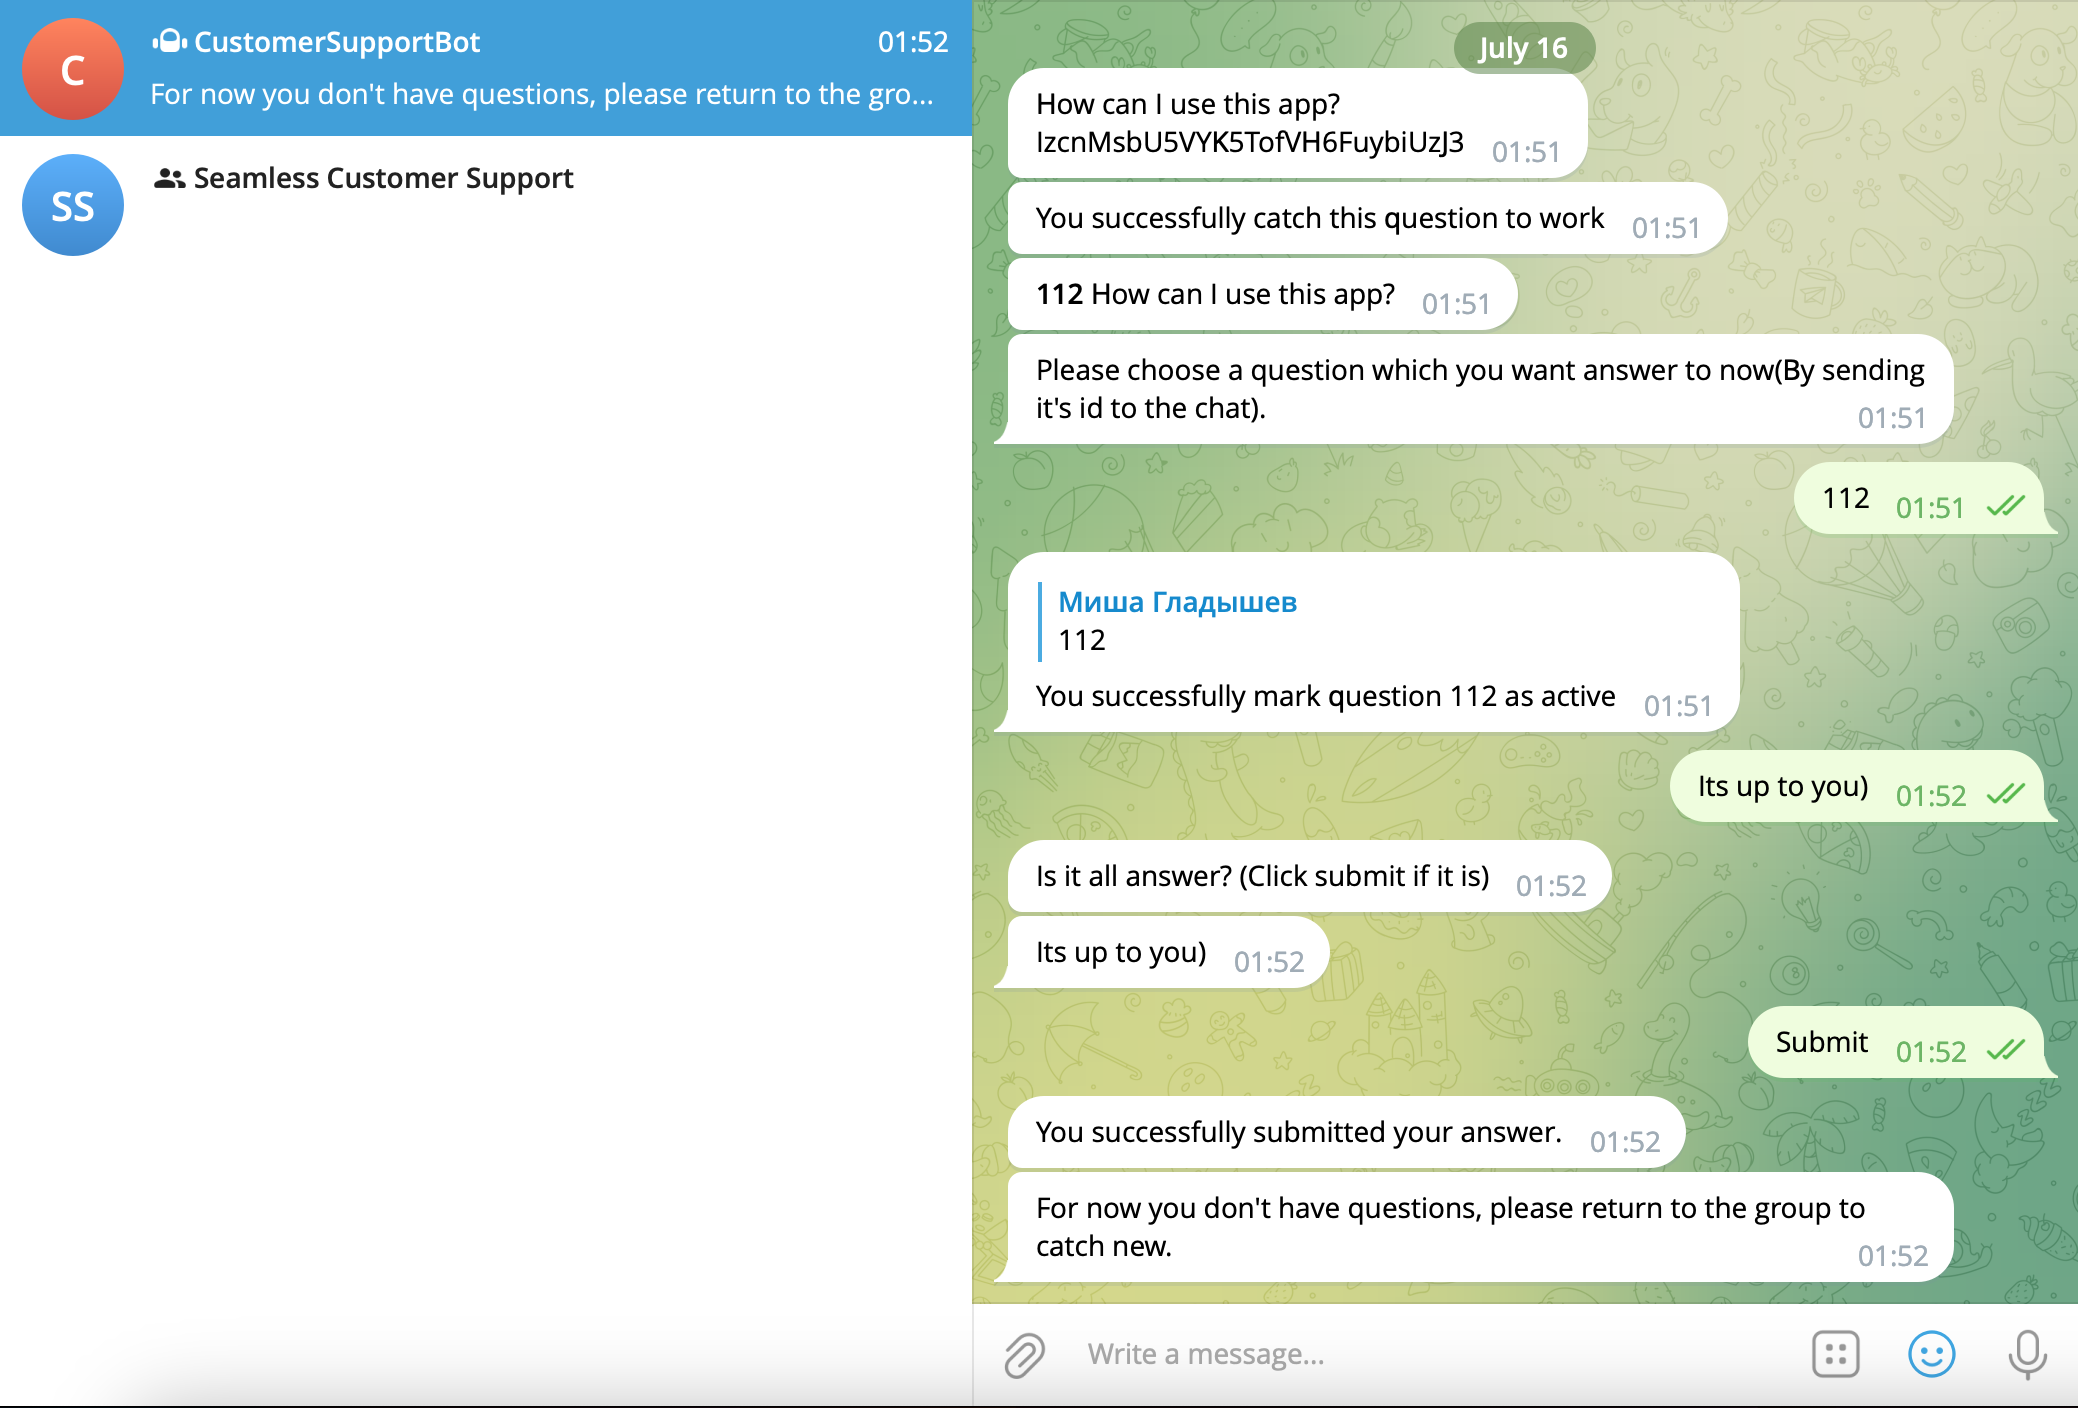 C
CustomerSupportBot
01:52
For now you don't have questions, please return to the gro...
SS
Seamless Customer Support
July 16
How can I use this app?
IzcnMsbU5VYK5TofVH6FuybiUzJ3 01:51
You successfully catch this question to work 01:51
112 How can I use this app? 01:51
Please choose a question which you want answer to now(By sending
it's id to the chat).
01:51
112 01:51
Миша Гладышев
112
You successfully mark question 112 as active 01:51
Its up to you) 01:52
Is it all answer? (Click submit if it is) 01:52
Its up to you) 01:52
Submit 01:52
You successfully submitted your answer. 01:52
For now you don't have questions, please return to the group to
catch new.
01:52
Write a message...